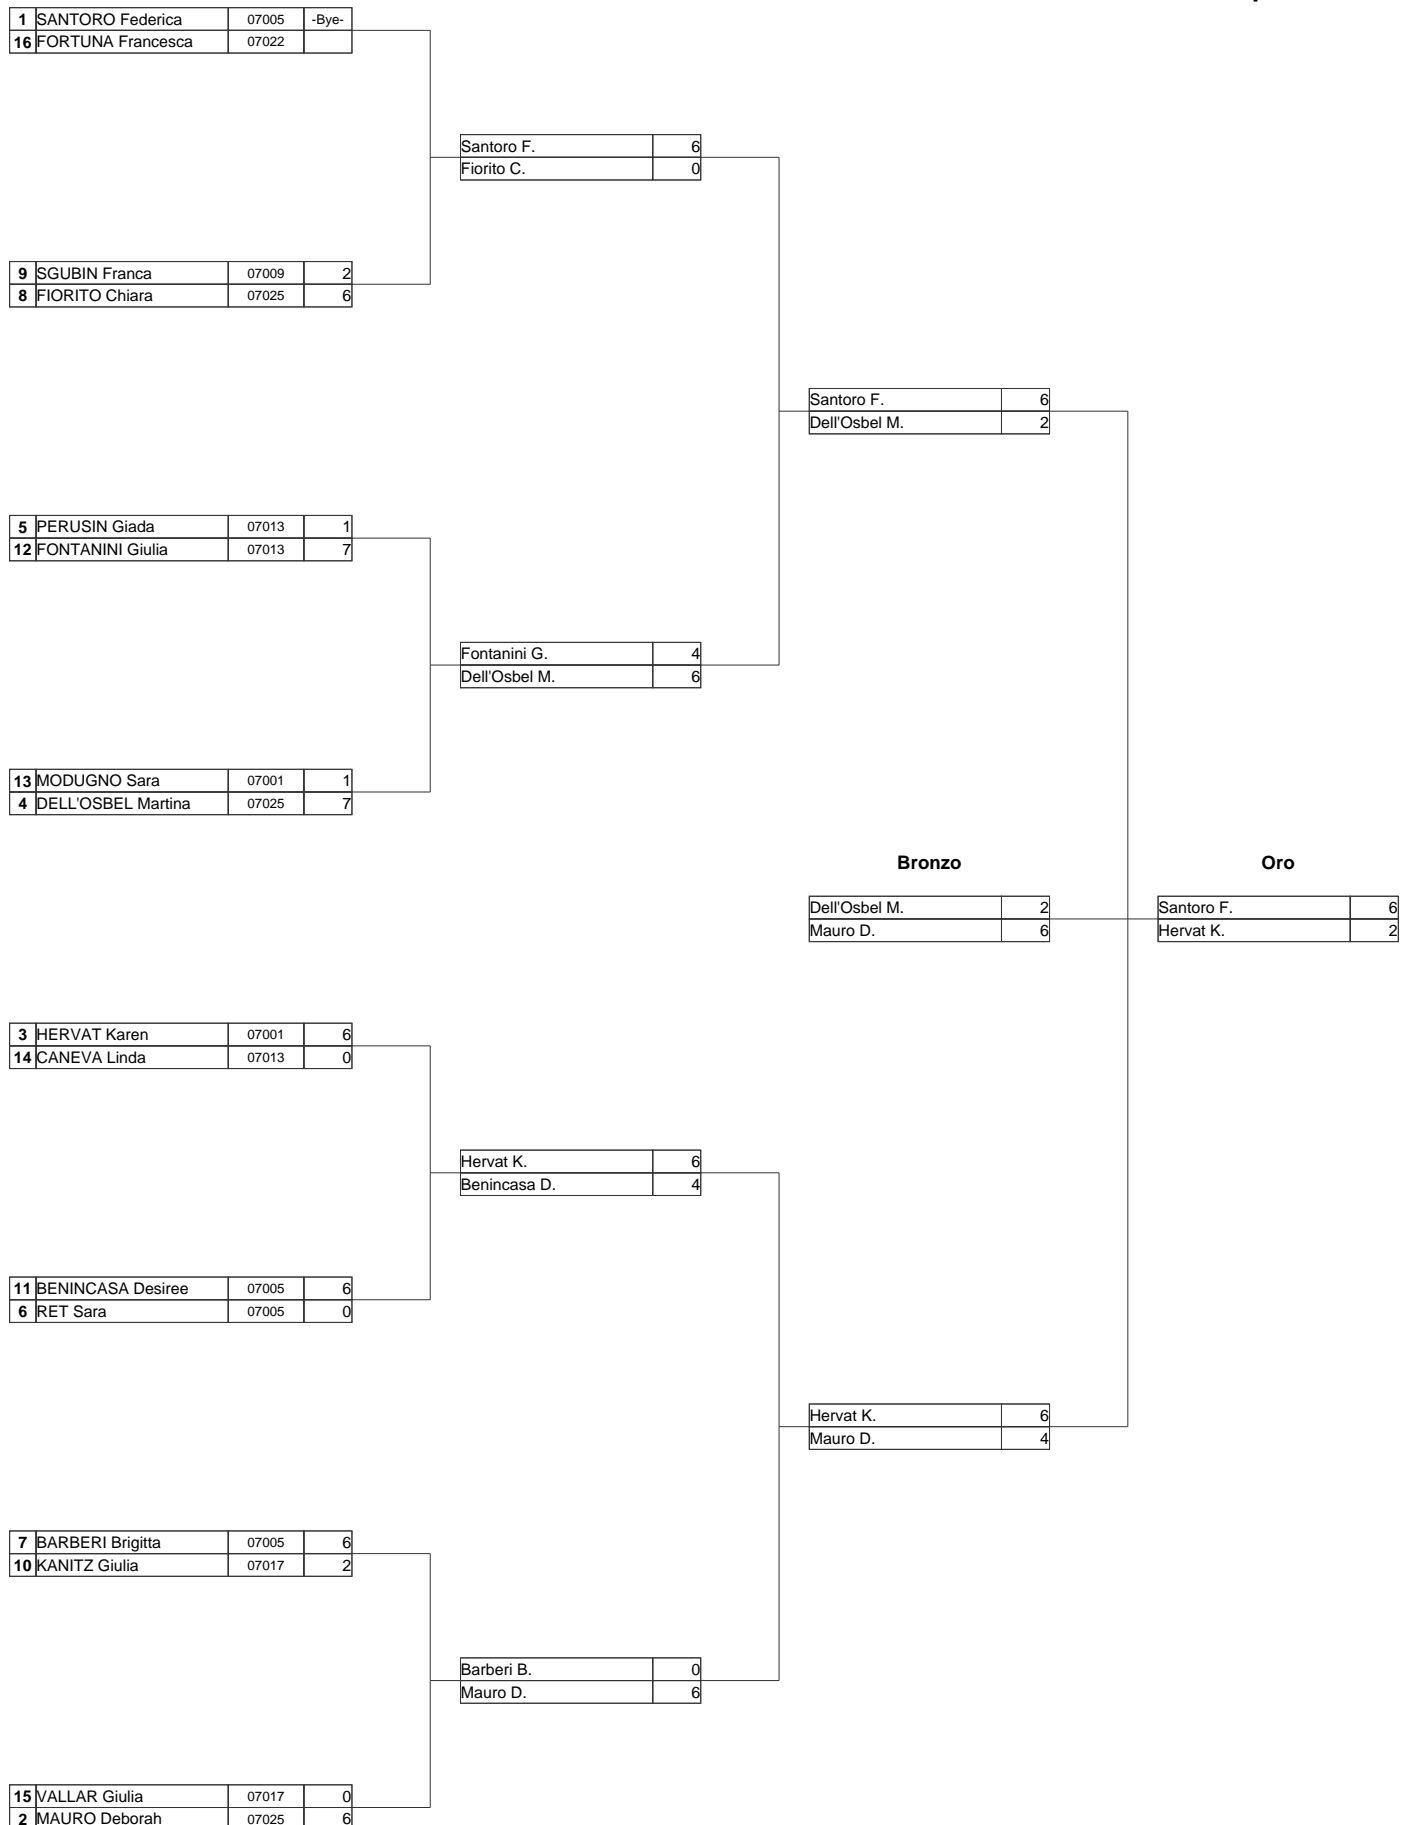 1 SANTORO Federica 07005 -Bye-
16 FORTUNA Francesca 07022
Santoro F. 6
Fiorito C. 0
9 SGUBIN Franca 07009 2
8 FIORITO Chiara 07025 6
Santoro F. 6
Dell'Osbel M. 2
5 PERUSIN Giada 07013 1
12 FONTANINI Giulia 07013 7
Fontanini G. 4
Dell'Osbel M. 6
13 MODUGNO Sara 07001 1
4 DELL'OSBEL Martina 07025 7
Bronzo Oro
Dell'Osbel M. 2 Santoro F. 6
Mauro D. 6 Hervat K. 2
3 HERVAT Karen 07001 6
14 CANEVA Linda 07013 0
Hervat K. 6
Benincasa D. 4
11 BENINCASA Desiree 07005 6
6 RET Sara 07005 0
Hervat K. 6
Mauro D. 4
7 BARBERI Brigitta 07005 6
10 KANITZ Giulia 07017 2
Barberi B. 0
Mauro D. 6
15 VALLAR Giulia 07017 0
2 MAURO Deborah 07025 6